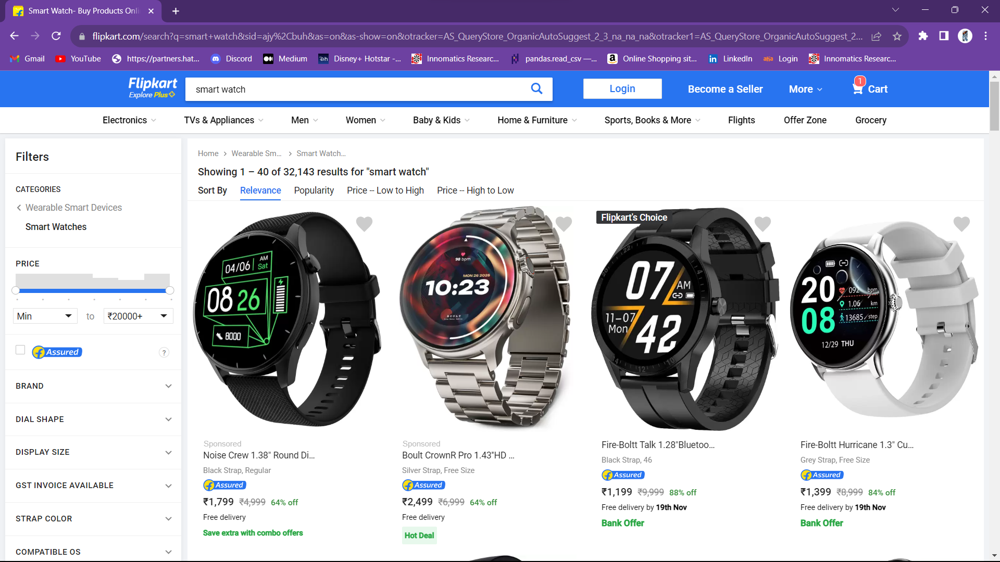 Smart Watch- Buy Products Onli
flipkart.com/search?q=smart+watch&sid=ajy%2Cbuh&as=on&as-show=on&otracker=AS_QueryStore_OrganicAutoSuggest_2_3_na_na_na&otracker1=AS_QueryStore_OrganicAutoSuggest_2...
Gmail YouTube https://partners.hat... Discord Medium Disney+ Hotstar -... Innomatics Researc... pandas.read_csv —... Online Shopping sit... LinkedIn Login Innomatics Researc...
Flipkart
Explore Plus
smart watch
Login
Become a Seller
More
1
Cart
Electronics TVs & Appliances Men Women Baby & Kids Home & Furniture Sports, Books & More Flights Offer Zone Grocery
Filters
CATEGORIES
Wearable Smart Devices
Smart Watches
PRICE
Min to ₹20000+
Assured ?
BRAND
DIAL SHAPE
DISPLAY SIZE
GST INVOICE AVAILABLE
STRAP COLOR
COMPATIBLE OS
Home Wearable Sm... Smart Watch...
Showing 1 – 40 of 32,143 results for "smart watch"
Sort By Relevance Popularity Price -- Low to High Price -- High to Low
AM
04/06 Sat
08 26
8000
Sponsored
Noise Crew 1.38" Round Di...
Black Strap, Regular
Assured
₹1,799 ₹4,999 64% off
Free delivery
Save extra with combo offers
98 bpm
MON 26 2025
10:23
BOULT
Sponsored
Boult CrownR Pro 1.43"HD ...
Silver Strap, Free Size
Assured
₹2,499 ₹6,999 64% off
Free delivery
Hot Deal
Flipkart's Choice
07 AM
11-07
Mon 42
Fire-Boltt Talk 1.28"Bluetoo...
Black Strap, 46
Assured
₹1,199 ₹9,999 88% off
Free delivery by 19th Nov
Bank Offer
20 092 bpm
1.06 km
08 13685/step
12/29 THU
Fire-Boltt Hurricane 1.3" Cu...
Grey Strap, Free Size
Assured
₹1,399 ₹8,999 84% off
Free delivery by 19th Nov
Bank Offer